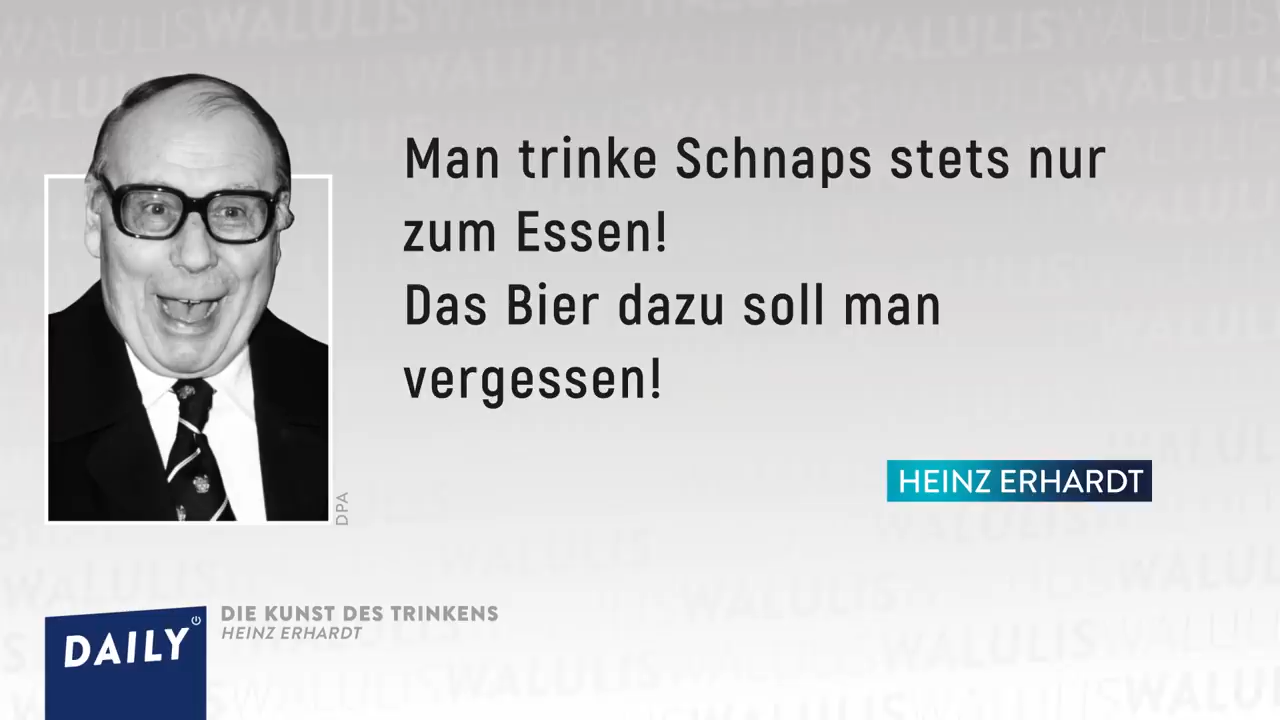 Man trinke Schnaps stets nur
zum Essen!
Das Bier dazu soll man
vergessen!
HEINZ ERHARDT
DPA
DIE KUNST DES TRINKENS
HEINZ ERHARDT
DAILY
WALULIS